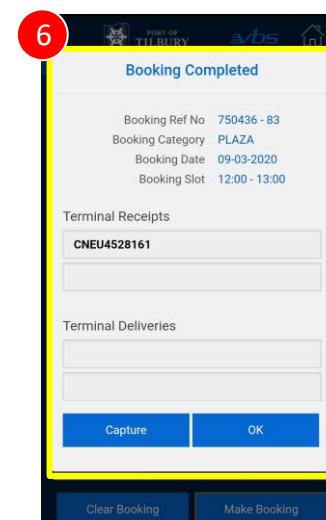 6
PORT OF
TILBURY
avbs
Booking Completed
Booking Ref No 750436 - 83
Booking Category PLAZA
Booking Date 09-03-2020
Booking Slot 12:00 - 13:00
Terminal Receipts
CNEU4528161
Terminal Deliveries
Capture OK
Clear Booking Make Booking